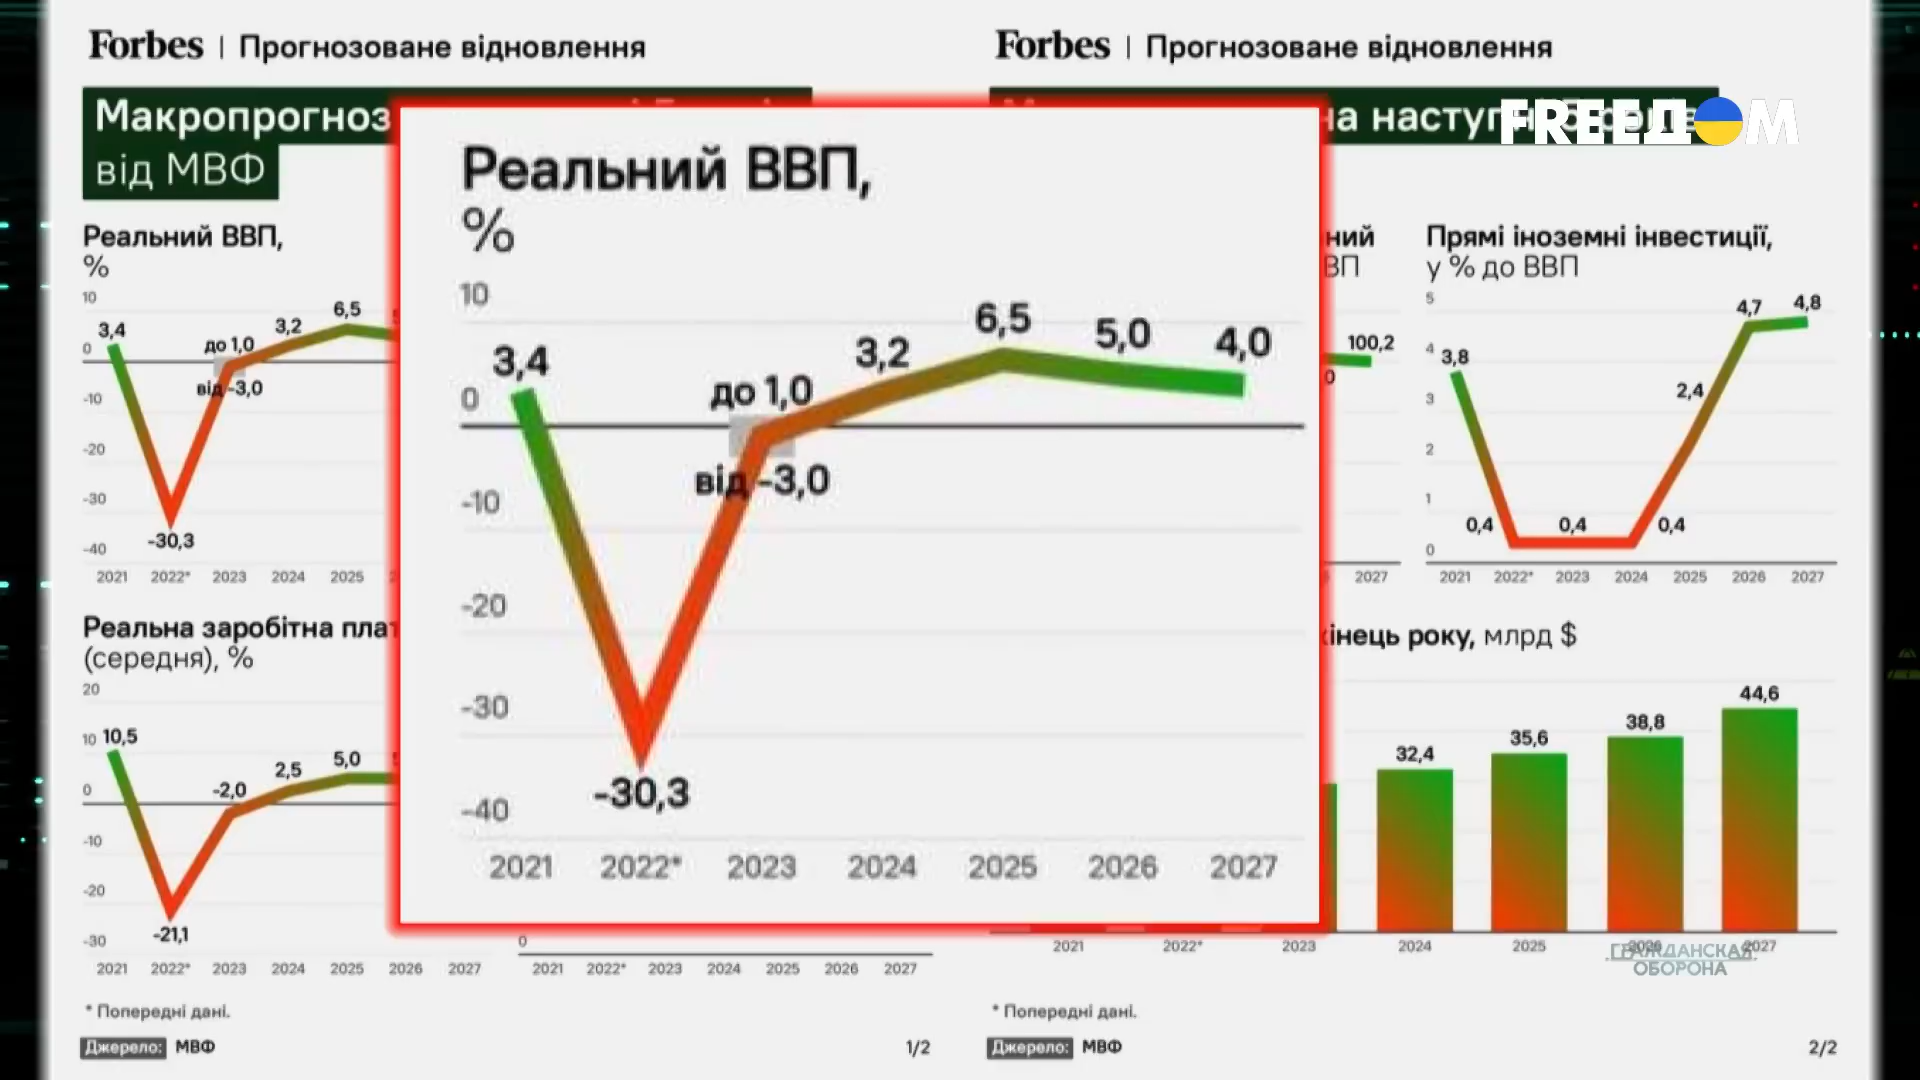 Forbes | Прогнозоване відновлення
Forbes | Прогнозоване відновлення
FREEДOM
Макропрогноз
від МВФ
на наступні
Реальний ВВП,
%
10
0
-10
-20
-30
-40
3,4
-30,3
до 1,0
від -3,0
3,2
6,5
2021 2022* 2023 2024 2025
Реальна заробітна
(середня), %
20
10
0
-10
-20
-30
10,5
-21,1
-2,0
2,5
5,0
2021 2022* 2023 2024 2025 2026 2027
Реальний ВВП,
%
10
0
-10
-20
-30
-40
3,4
-30,3
до 1,0
від -3,0
3,2
6,5
5,0
4,0
2021 2022* 2023 2024 2025 2026 2027
0
2021 2022* 2023 2024 2025 2026 2027
ВВП
100,2
2027
Прямі іноземні інвестиції,
у % до ВВП
5
4
3
2
1
0
3,8
0,4
0,4
0,4
2,4
4,7
4,8
2021 2022* 2023 2024 2025 2026 2027
кінець року, млрд $
32,4
35,6
38,8
44,6
2021 2022* 2023 2024 2025 2026 2027
ГРАЖДАНСКАЯ
ОБОРОНА
* Попередні дані.
Джерело: МВФ
1/2
* Попередні дані.
Джерело: МВФ
2/2